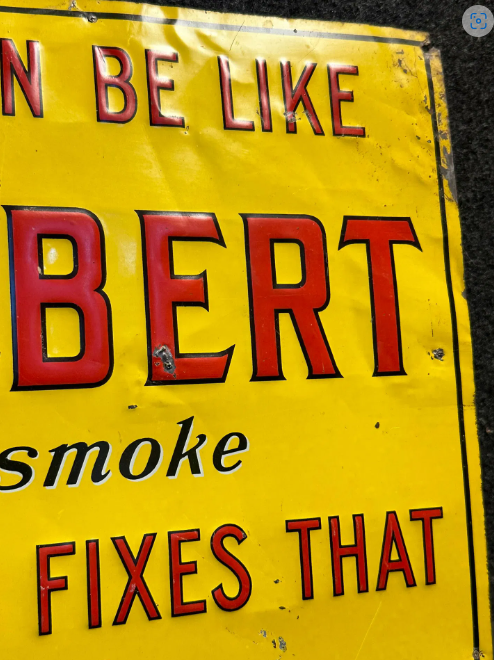 N BE LIKE
BERT
smoke
FIXES THAT